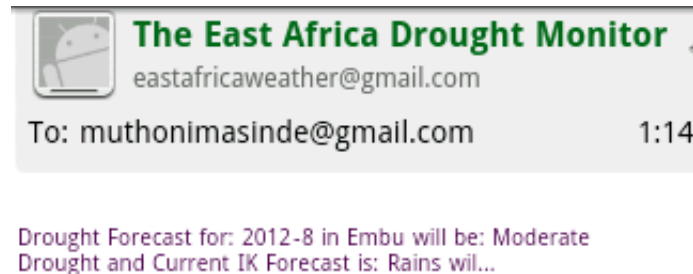 The East Africa Drought Monitor
eastafricaweather@gmail.com
To: muthonimasinde@gmail.com 1:14
Drought Forecast for: 2012-8 in Embu will be: Moderate
Drought and Current IK Forecast is: Rains wil...